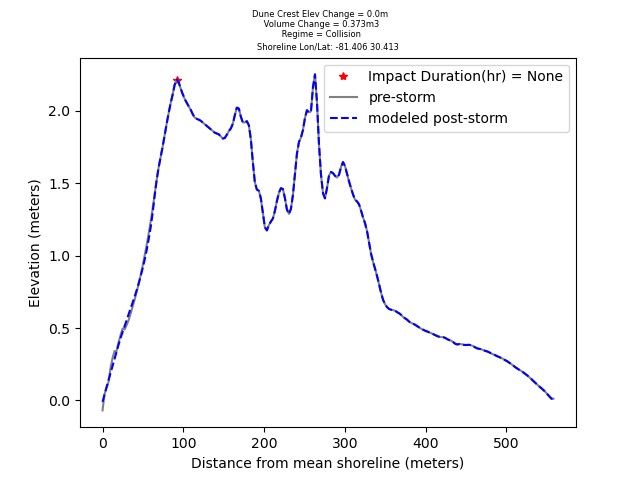 Dune Crest Elev Change = 0.0m
Volume Change = 0.373m3
Regime = Collision
Shoreline Lon/Lat: -81.406 30.413
Impact Duration(hr) = None
pre-storm
modeled post-storm
2.0
1.5
1.0
0.5
0.0
Elevation (meters)
0 100 200 300 400 500
Distance from mean shoreline (meters)